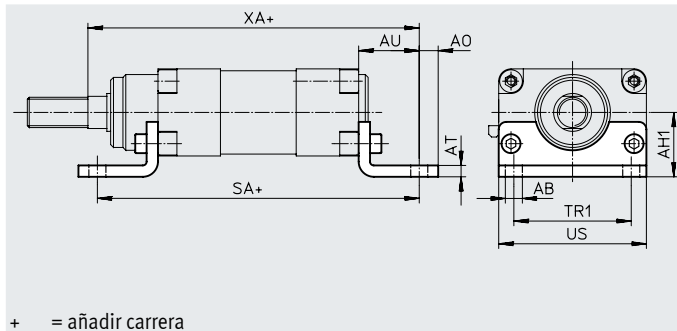 XA+
AU
AO
AT
SA+
AH1
AB
TR1
US
+ = añadir carrera